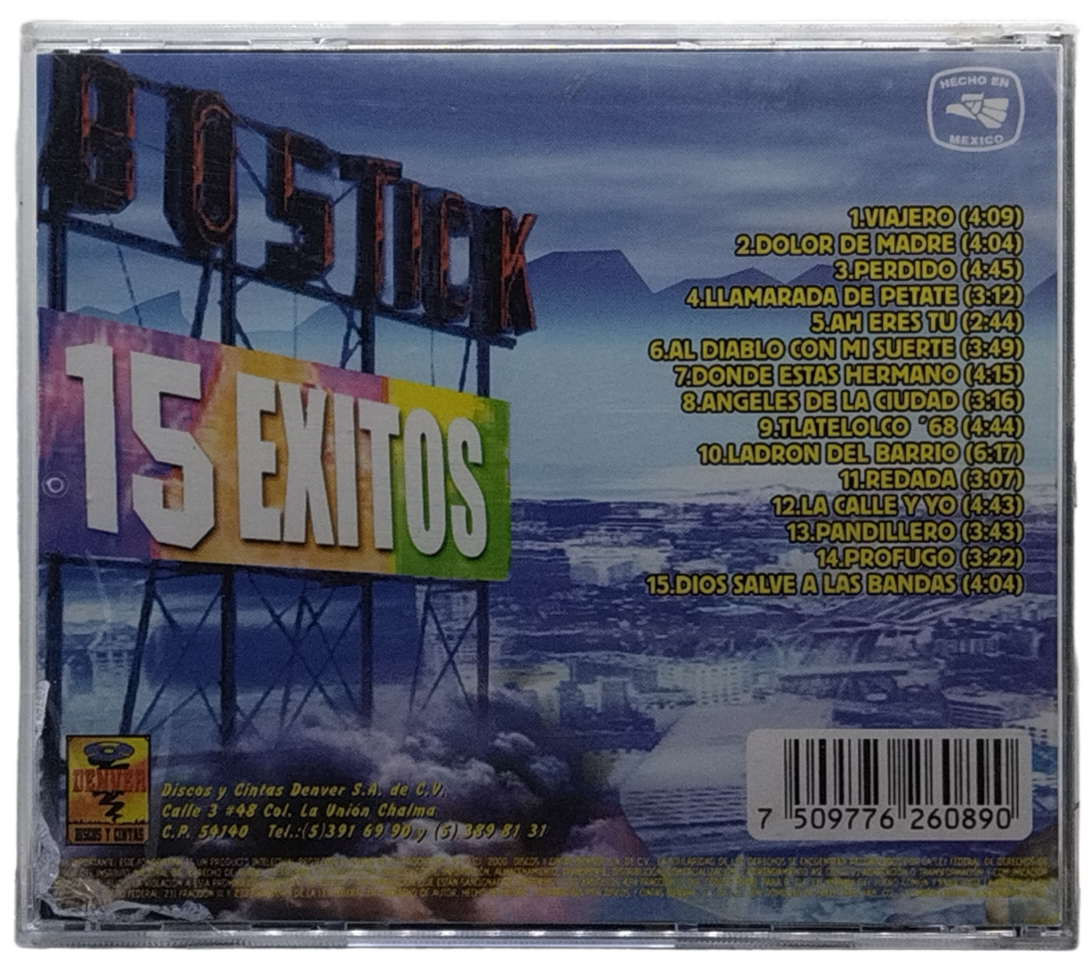 BOSTICK
15 EXITOS
HECHO EN
MEXICO
1.VIAJERO (4:09)
2.DOLOR DE MADRE (4:04)
3.PERDIDO (4:45)
4.LLAMARADA DE PETATE (3:12)
5.AH ERES TU (2:44)
6.AL DIABLO CON MI SUERTE (3:49)
7.DONDE ESTAS HERMANO (4:15)
8.ANGELES DE LA CIUDAD (3:16)
9.TLATELOLCO ´68 (4:44)
10.LADRON DEL BARRIO (6:17)
11.REDADA (3:07)
12.LA CALLE Y YO (4:43)
13.PANDILLERO (3:43)
14.PROFUGO (3:22)
15.DIOS SALVE A LAS BANDAS (4:04)
DENVER
DISCOS Y CINTAS
Discos y Cintas Denver S.A. de C.V.
Calle 3 #48 Col. La Unión Chalma
C.P. 54140 Tel.:(5)391 69 90 y (5) 389 81 31
7 509776 260890